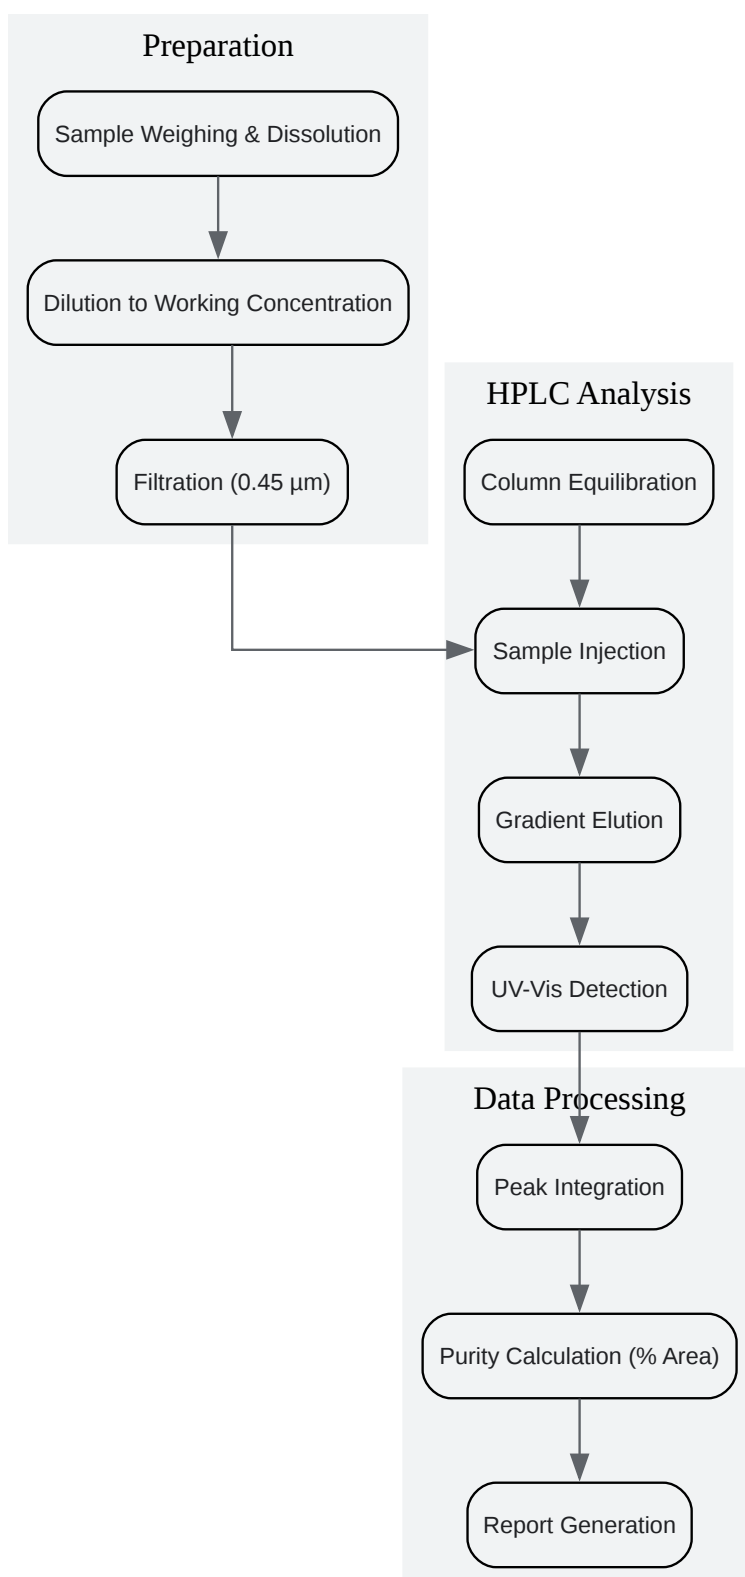 Preparation
Sample Weighing & Dissolution
Dilution to Working Concentration
Filtration (0.45 µm)
HPLC Analysis
Column Equilibration
Sample Injection
Gradient Elution
UV-Vis Detection
Data Processing
Peak Integration
Purity Calculation (% Area)
Report Generation